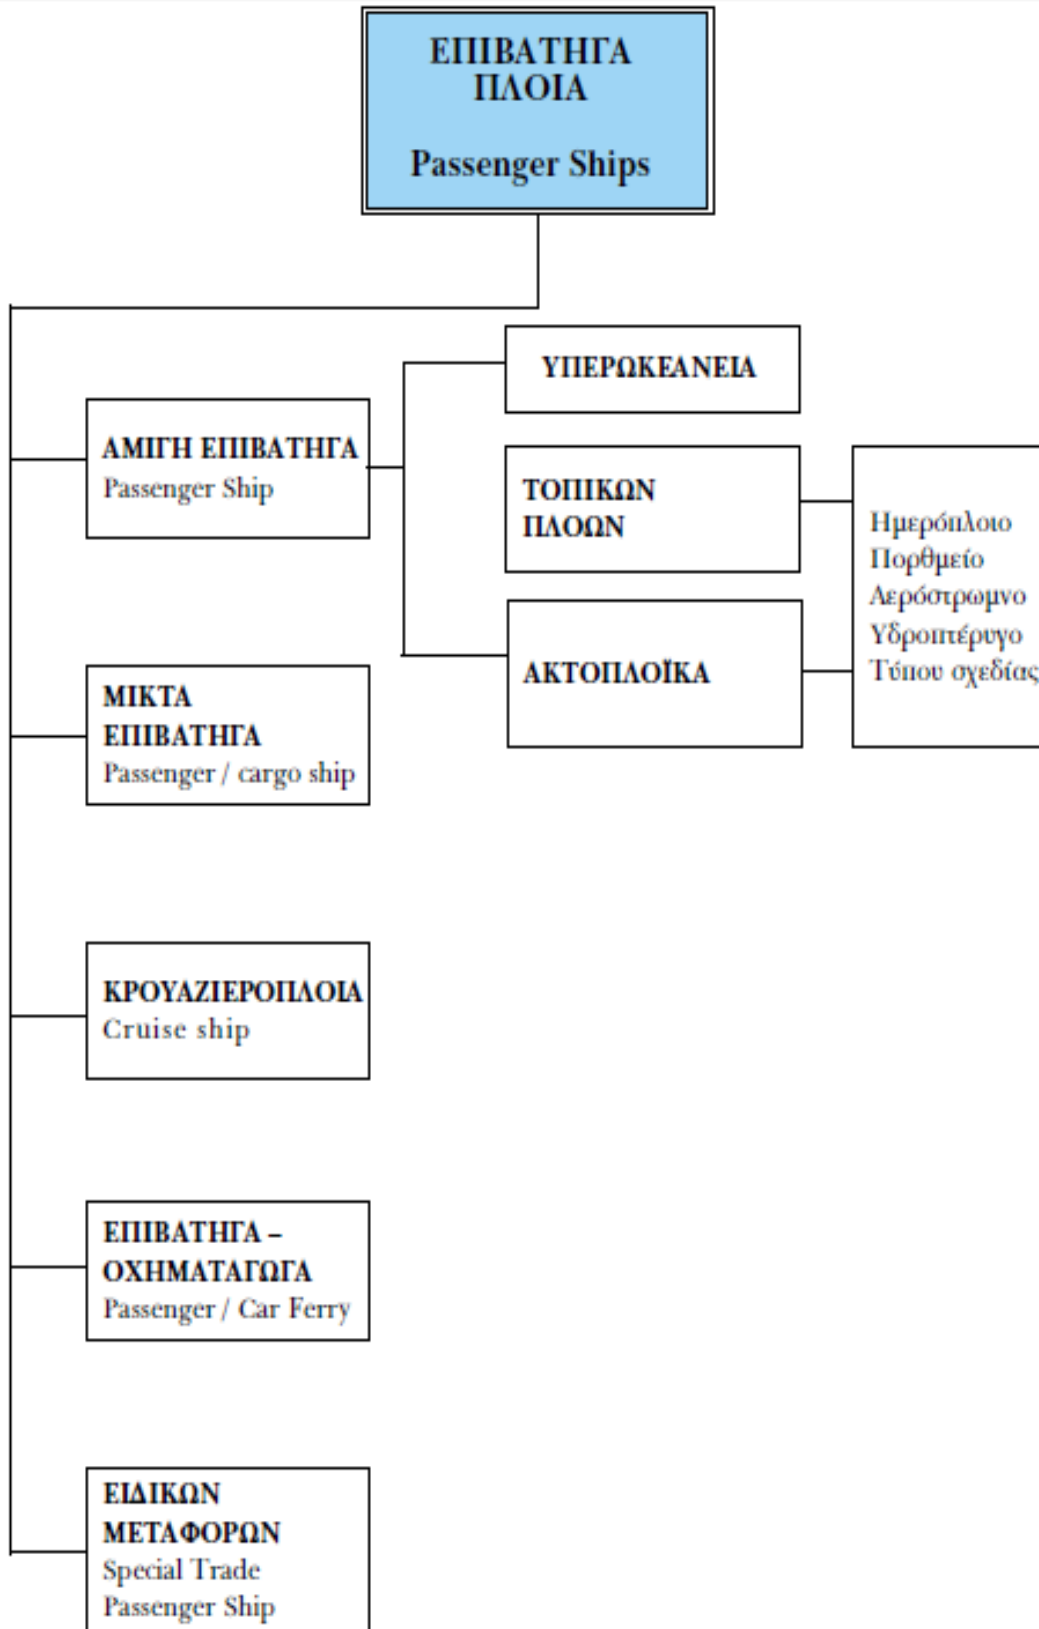 ΕΠΙΒΑΤΗΓΑ
ΠΛΟΙΑ
Passenger Ships
ΥΠΕΡΩΚΕΑΝΕΙΑ
ΑΜΙΓΗ ΕΠΙΒΑΤΗΓΑ
Passenger Ship
ΤΟΠΙΚΩΝ
ΠΛΟΩΝ
Ημερόπλοιο
Πορθμείο
Αερόστρωμνο
Υδροπτέρυγο
Τύπου σχεδίας
ΑΚΤΟΠΛΟΪΚΑ
ΜΙΚΤΑ
ΕΠΙΒΑΤΗΓΑ
Passenger / cargo ship
ΚΡΟΥΑΖΙΕΡΟΠΛΟΙΑ
Cruise ship
ΕΠΙΒΑΤΗΓΑ –
ΟΧΗΜΑΤΑΓΩΓΑ
Passenger / Car Ferry
ΕΙΔΙΚΩΝ
ΜΕΤΑΦΟΡΩΝ
Special Trade
Passenger Ship